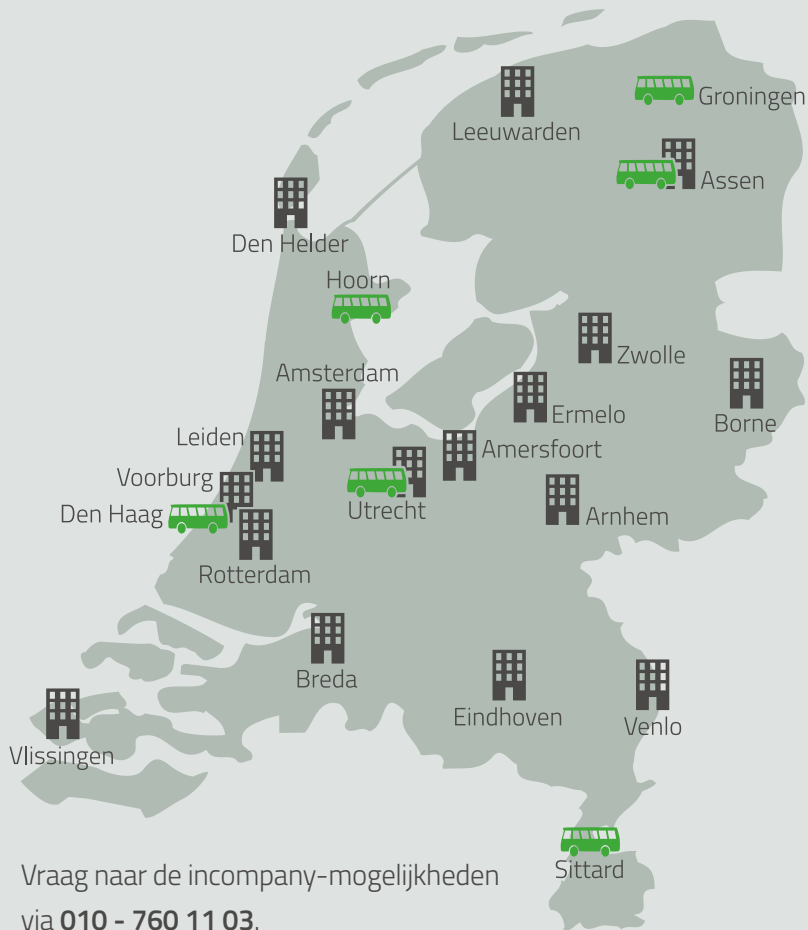 Groningen
Leeuwarden
Assen
Den Helder
Hoorn
Zwolle
Amsterdam
Ermelo
Borne
Leiden
Amersfoort
Voorburg
Den Haag
Utrecht
Arnhem
Rotterdam
Breda
Eindhoven
Venlo
Vlissingen
Sittard
Vraag naar de incompany-mogelijkheden
via 010 - 760 11 03.